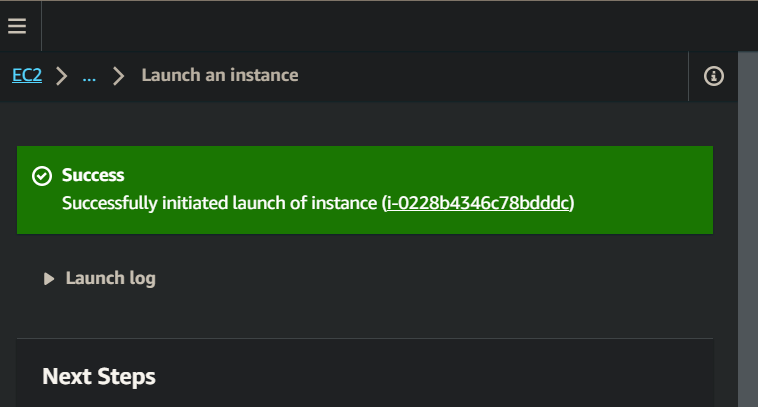 EC2 ... Launch an instance
Success
Successfully initiated launch of instance (i-0228b4346c78bdddc)
Launch log
Next Steps